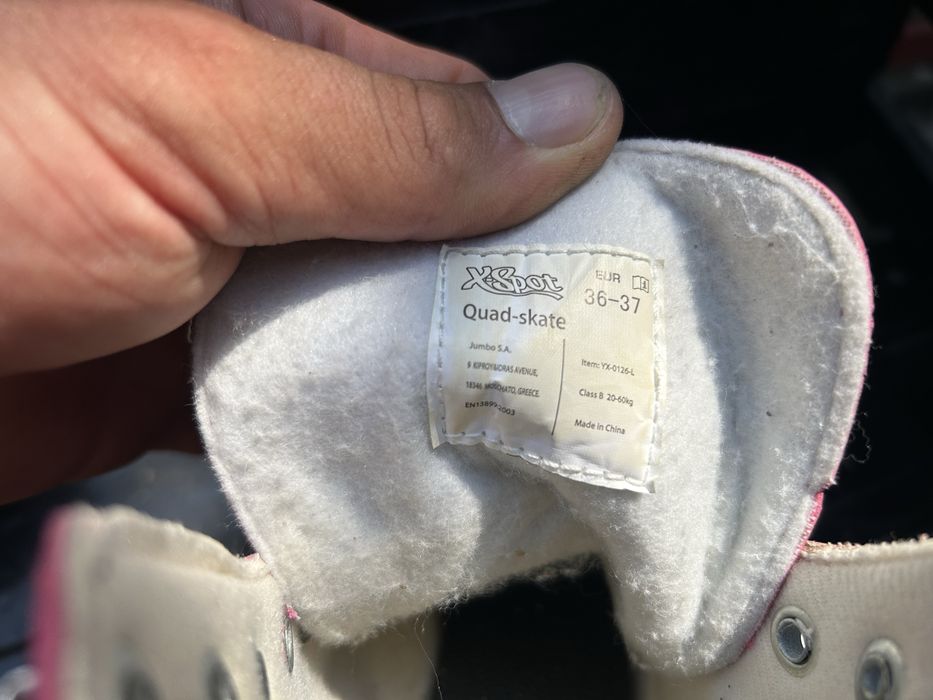 X-Spot
EUR
36-37
Quad-skate
Jumbo S.A.
9 KIPROY&IDRAS AVENUE,
18346 MOSCHATO, GREECE.
EN13899:2003
Item: YX-0126-L
Class B 20-60kg
Made in China